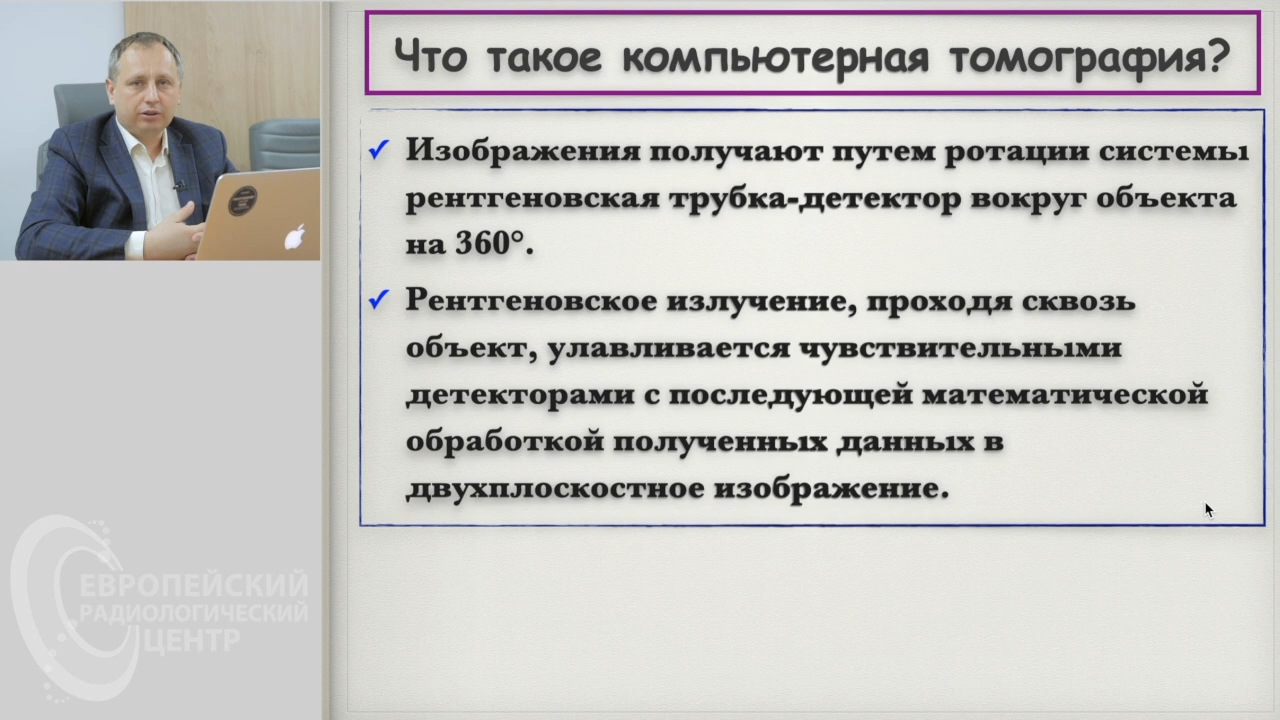 Что такое компьютерная томография?
✓ Изображения получают путем ротации системы
рентгеновская трубка-детектор вокруг объекта
на 360°.
✓ Рентгеновское излучение, проходя сквозь
объект, улавливается чувствительными
детекторами с последующей математической
обработкой полученных данных в
двухплоскостное изображение.
ЕВРОПЕЙСКИЙ
РАДИОЛОГИЧЕСКИЙ
ЦЕНТР